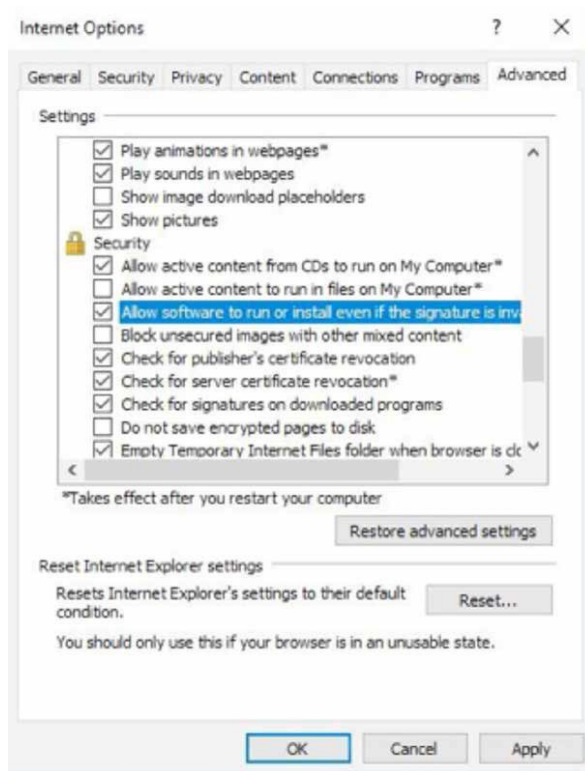 Internet Options
General Security Privacy Content Connections Programs Advanced
Settings
Play animations in webpages*
Play sounds in webpages
Show image download placeholders
Show pictures
Security
Allow active content from CDs to run on My Computer*
Allow active content to run in files on My Computer*
Allow software to run or install even if the signature is inva
Block unsecured images with other mixed content
Check for publisher's certificate revocation
Check for server certificate revocation*
Check for signatures on downloaded programs
Do not save encrypted pages to disk
Empty Temporary Internet Files folder when browser is clc
*Takes effect after you restart your computer
Restore advanced settings
Reset Internet Explorer settings
Resets Internet Explorer's settings to their default
condition.
Reset...
You should only use this if your browser is in an unusable state.
OK Cancel Apply